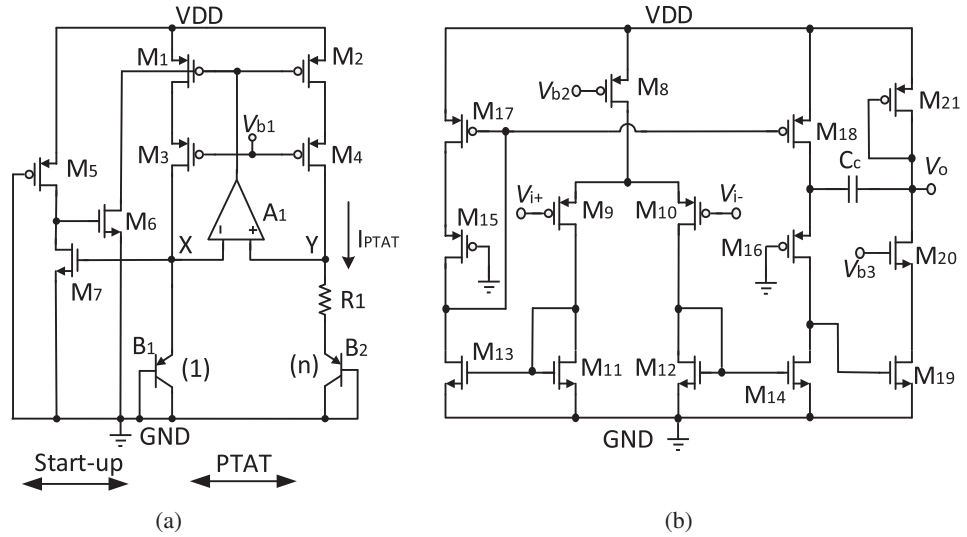 VDD
M1
M2
Vb1
M3
M4
M5
M6
M7
A1
X
Y
-
+
IPTAT
R1
B1
(1)
(n)
B2
GND
Start-up
PTAT
(a)
VDD
Vb2
M8
M17
M18
M21
Cc
Vo
Vi+
M9
M10
Vi-
M15
M16
Vb3
M20
M13
M11
M12
M14
M19
GND
(b)